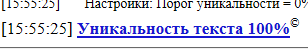 [15:55:25] Настройки: Порог уникальности = 0%
[15:55:25] Уникальность текста 100%©